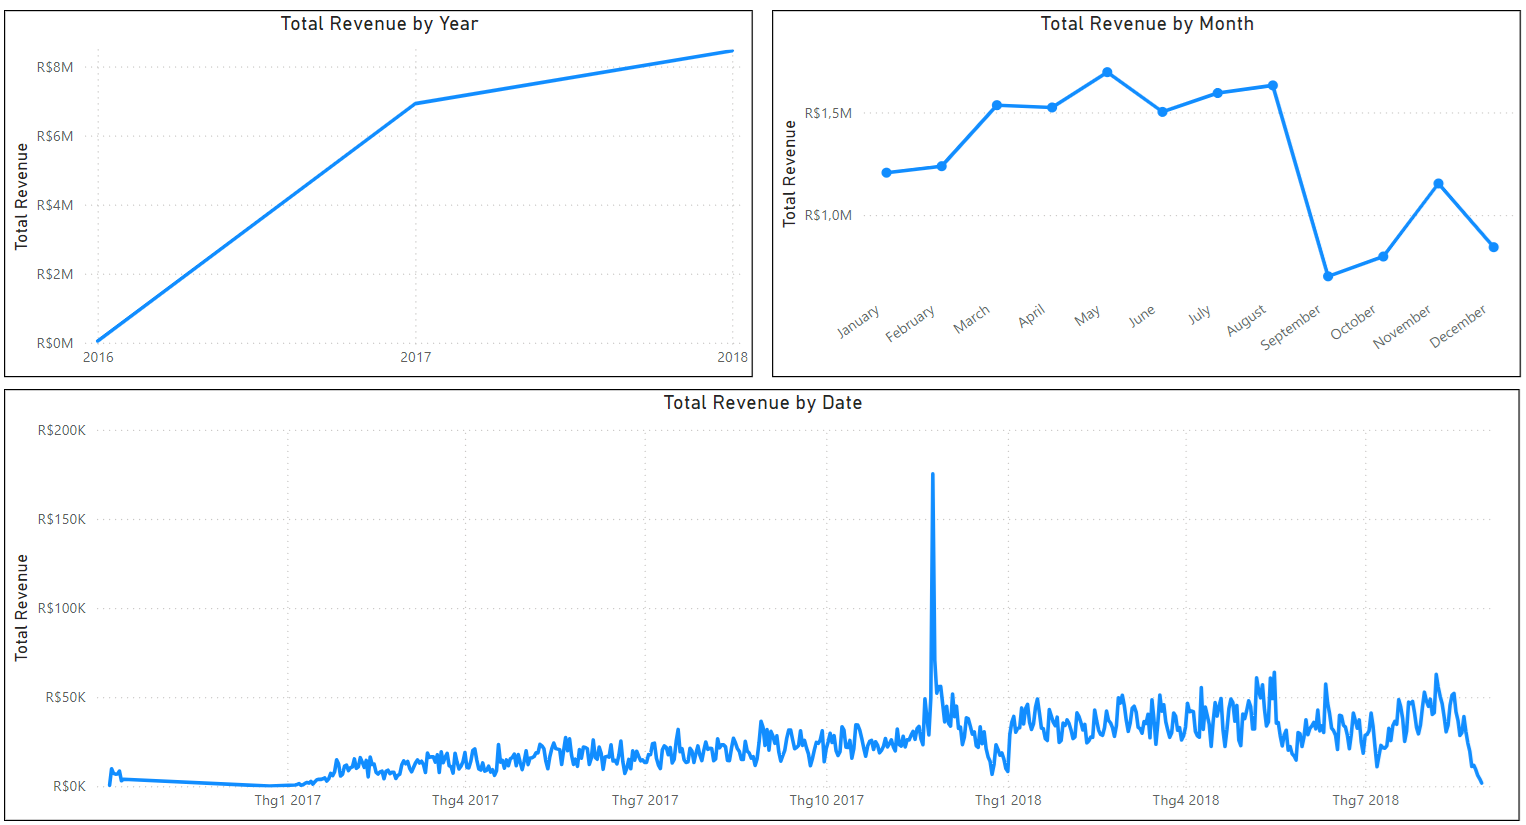 Total Revenue by Year
Total Revenue
R$8M
R$6M
R$4M
R$2M
R$0M
2016 2017 2018
Total Revenue by Month
Total Revenue
R$1,5M
R$1,0M
January February March April May June July August September October November December
Total Revenue by Date
Total Revenue
R$200K
R$150K
R$100K
R$50K
R$0K
Thg1 2017 Thg4 2017 Thg7 2017 Thg10 2017 Thg1 2018 Thg4 2018 Thg7 2018